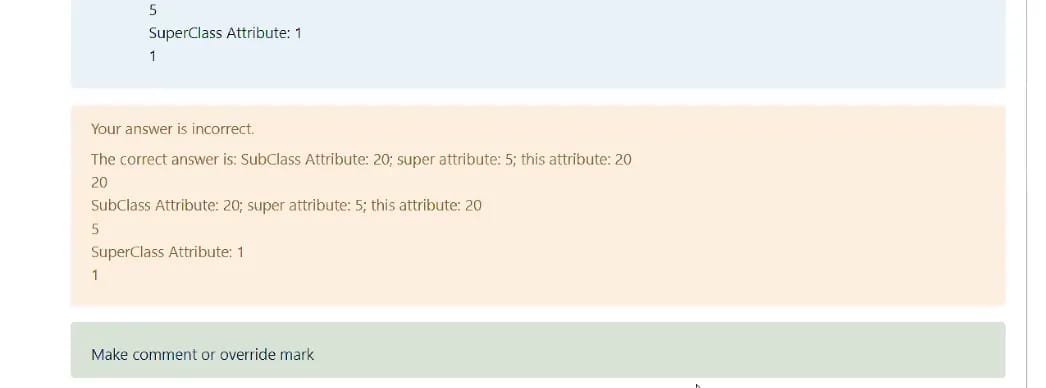 5
SuperClass Attribute: 1
1
Your answer is incorrect.
The correct answer is: SubClass Attribute: 20; super attribute: 5; this attribute: 20
20
SubClass Attribute: 20; super attribute: 5; this attribute: 20
5
SuperClass Attribute: 1
1
Make comment or override mark